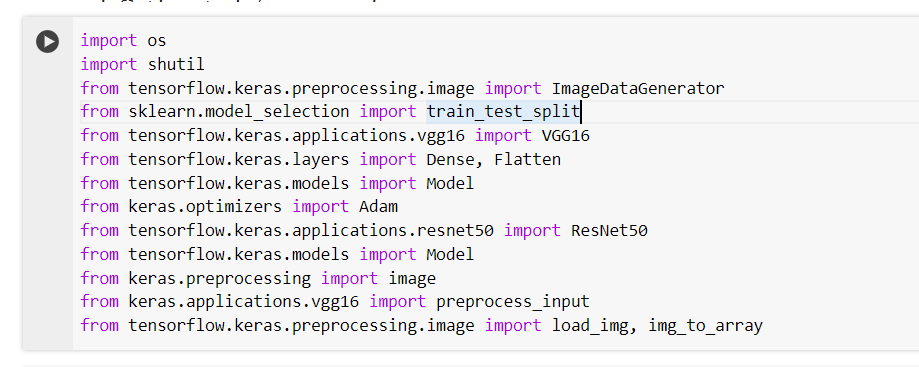 import os
import shutil
from tensorflow.keras.preprocessing.image import ImageDataGenerator
from sklearn.model_selection import train_test_split
from tensorflow.keras.applications.vgg16 import VGG16
from tensorflow.keras.layers import Dense, Flatten
from tensorflow.keras.models import Model
from keras.optimizers import Adam
from tensorflow.keras.applications.resnet50 import ResNet50
from tensorflow.keras.models import Model
from keras.preprocessing import image
from keras.applications.vgg16 import preprocess_input
from tensorflow.keras.preprocessing.image import load_img, img_to_array